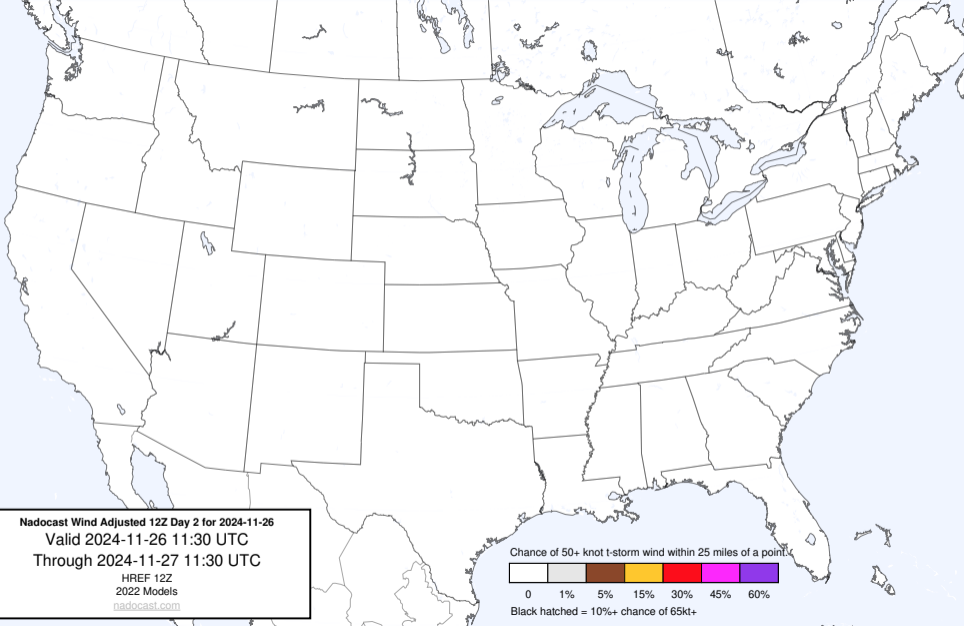 Nadocast Wind Adjusted 12Z Day 2 for 2024-11-26
Valid 2024-11-26 11:30 UTC
Through 2024-11-27 11:30 UTC
HREF 12Z
2022 Models
nadocast.com
Chance of 50+ knot t-storm wind within 25 miles of a point.
0 1% 5% 15% 30% 45% 60%
Black hatched = 10%+ chance of 65kt+